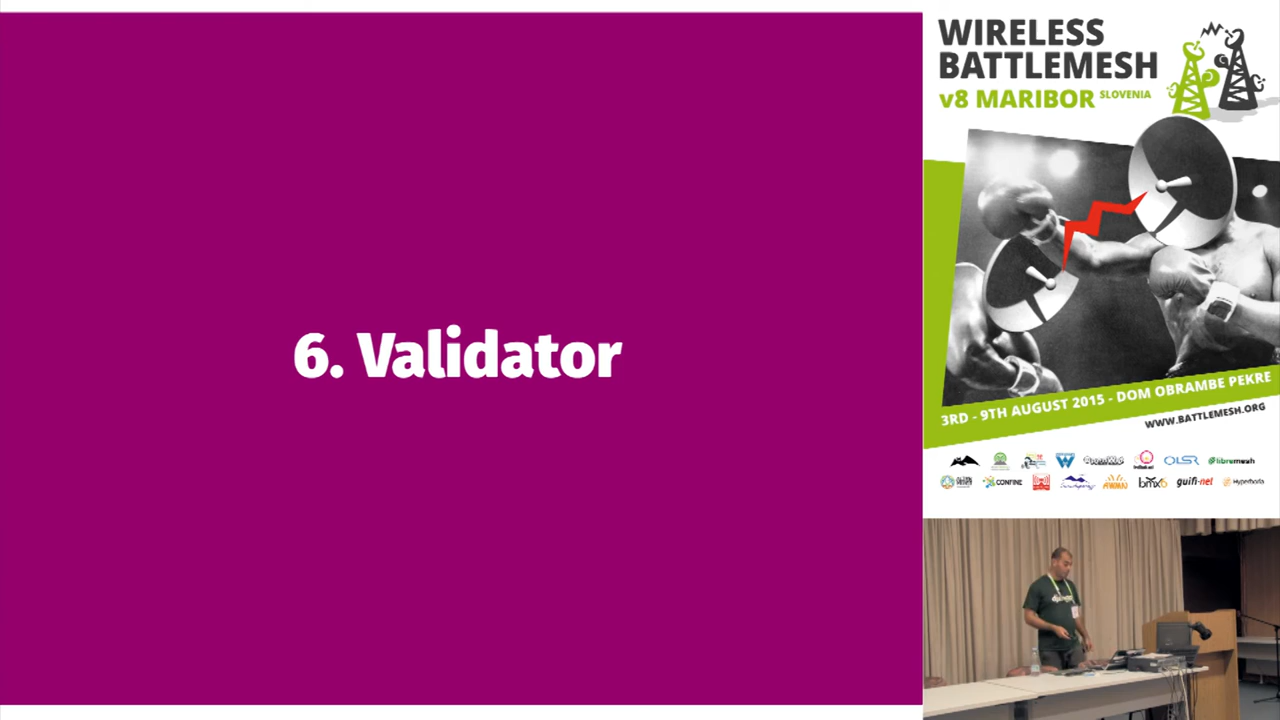 6. Validator
WIRELESS
BATTLEMESH
v8 MARIBOR SLOVENIA
3RD - 9TH AUGUST 2015 - DOM OBRAMBE PEKRE
WWW.BATTLEMESH.ORG
OLSR
libremesh
CONFINE
bmx6
guifi·net
Hyperboria